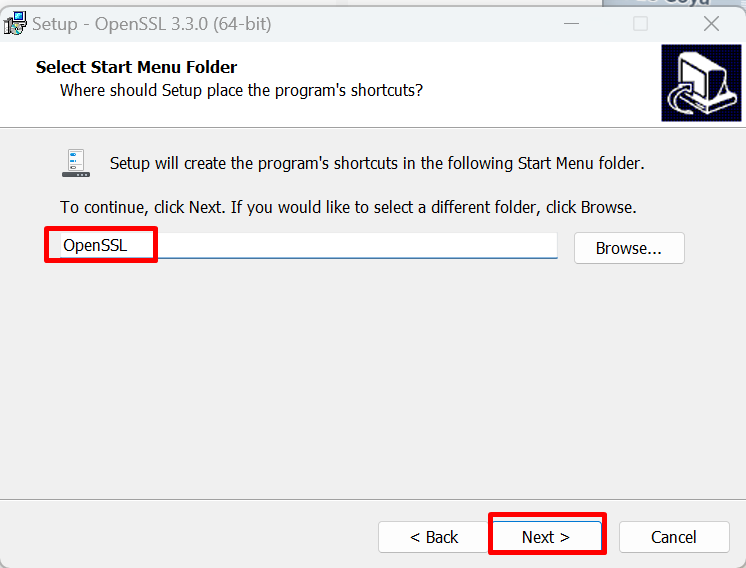 Setup - OpenSSL 3.3.0 (64-bit)
Select Start Menu Folder
Where should Setup place the program's shortcuts?
Setup will create the program's shortcuts in the following Start Menu folder.
To continue, click Next. If you would like to select a different folder, click Browse.
OpenSSL
Browse...
< Back
Next >
Cancel